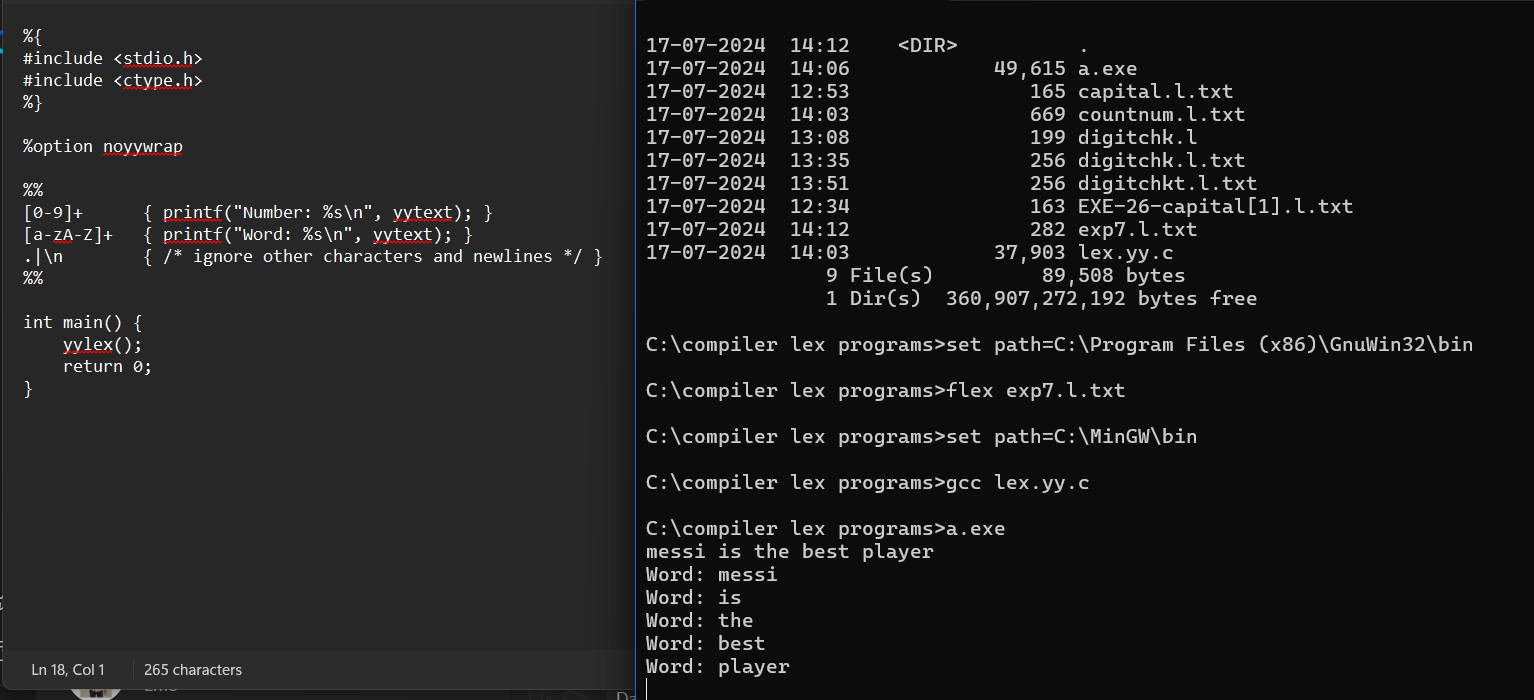 %{
#include <stdio.h>
#include <ctype.h>
%}
%option noyywrap
%%
[0-9]+      { printf("Number: %s\n", yytext); }
[a-zA-Z]+   { printf("Word: %s\n", yytext); }
.|\n        { /* ignore other characters and newlines */ }
%%
int main() {
    yylex();
    return 0;
}
Ln 18, Col 1    265 characters
17-07-2024  14:12    <DIR>          .
17-07-2024  14:06            49,615 a.exe
17-07-2024  12:53               165 capital.l.txt
17-07-2024  14:03               669 countnum.l.txt
17-07-2024  13:08               199 digitchk.l
17-07-2024  13:35               256 digitchk.l.txt
17-07-2024  13:51               256 digitchkt.l.txt
17-07-2024  12:34               163 EXE-26-capital[1].l.txt
17-07-2024  14:12               282 exp7.l.txt
17-07-2024  14:03            37,903 lex.yy.c
               9 File(s)         89,508 bytes
               1 Dir(s)  360,907,272,192 bytes free
C:\compiler lex programs>set path=C:\Program Files (x86)\GnuWin32\bin
C:\compiler lex programs>flex exp7.l.txt
C:\compiler lex programs>set path=C:\MinGW\bin
C:\compiler lex programs>gcc lex.yy.c
C:\compiler lex programs>a.exe
messi is the best player
Word: messi
Word: is
Word: the
Word: best
Word: player